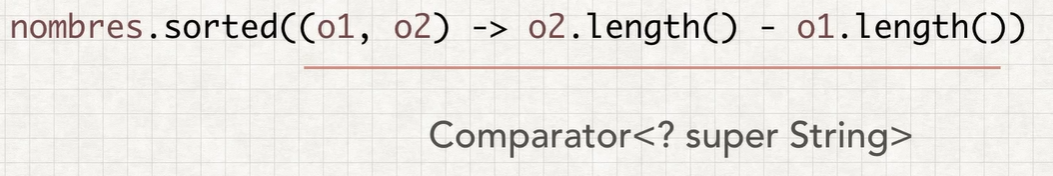 nombres.sorted((o1, o2) -> o2.length() - o1.length())
Comparator<? super String>